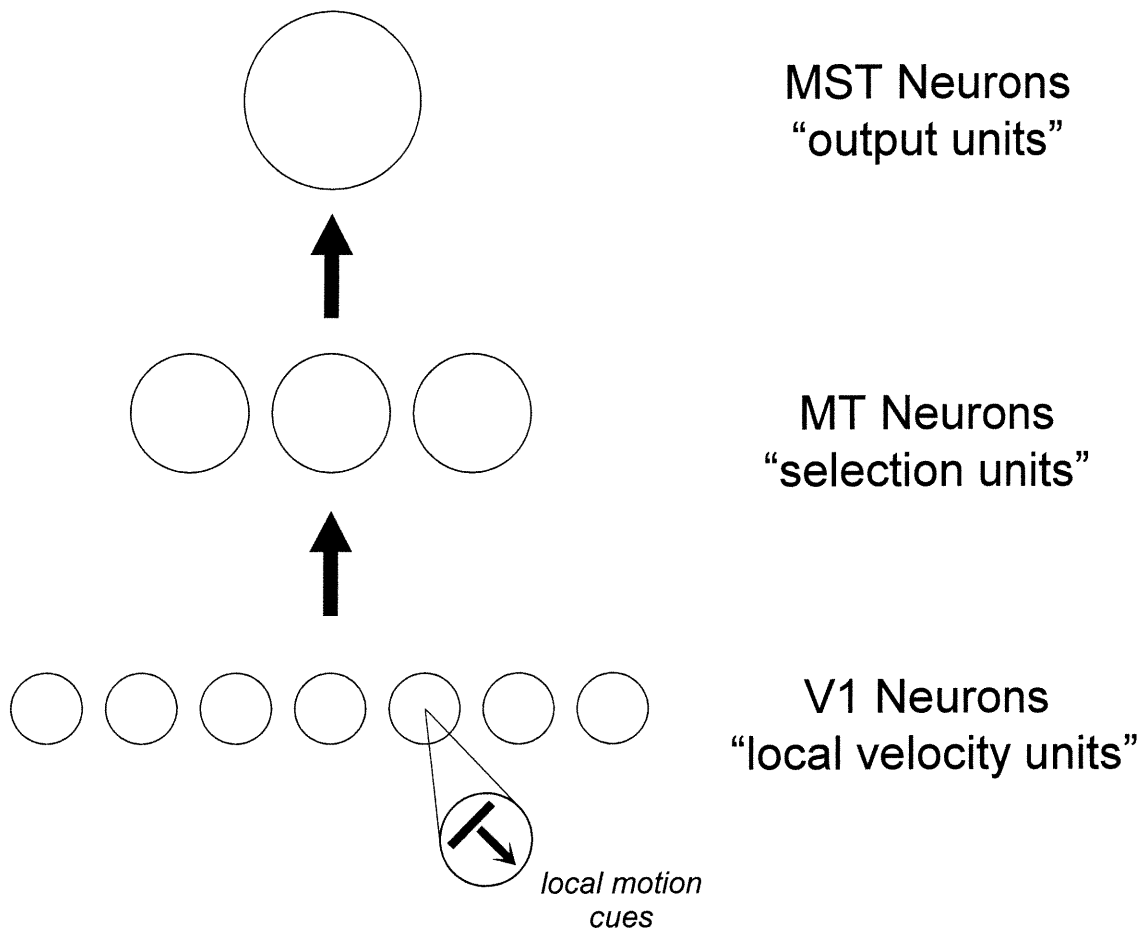 MST Neurons
“output units”
MT Neurons
“selection units”
V1 Neurons
“local velocity units”
local motion
cues